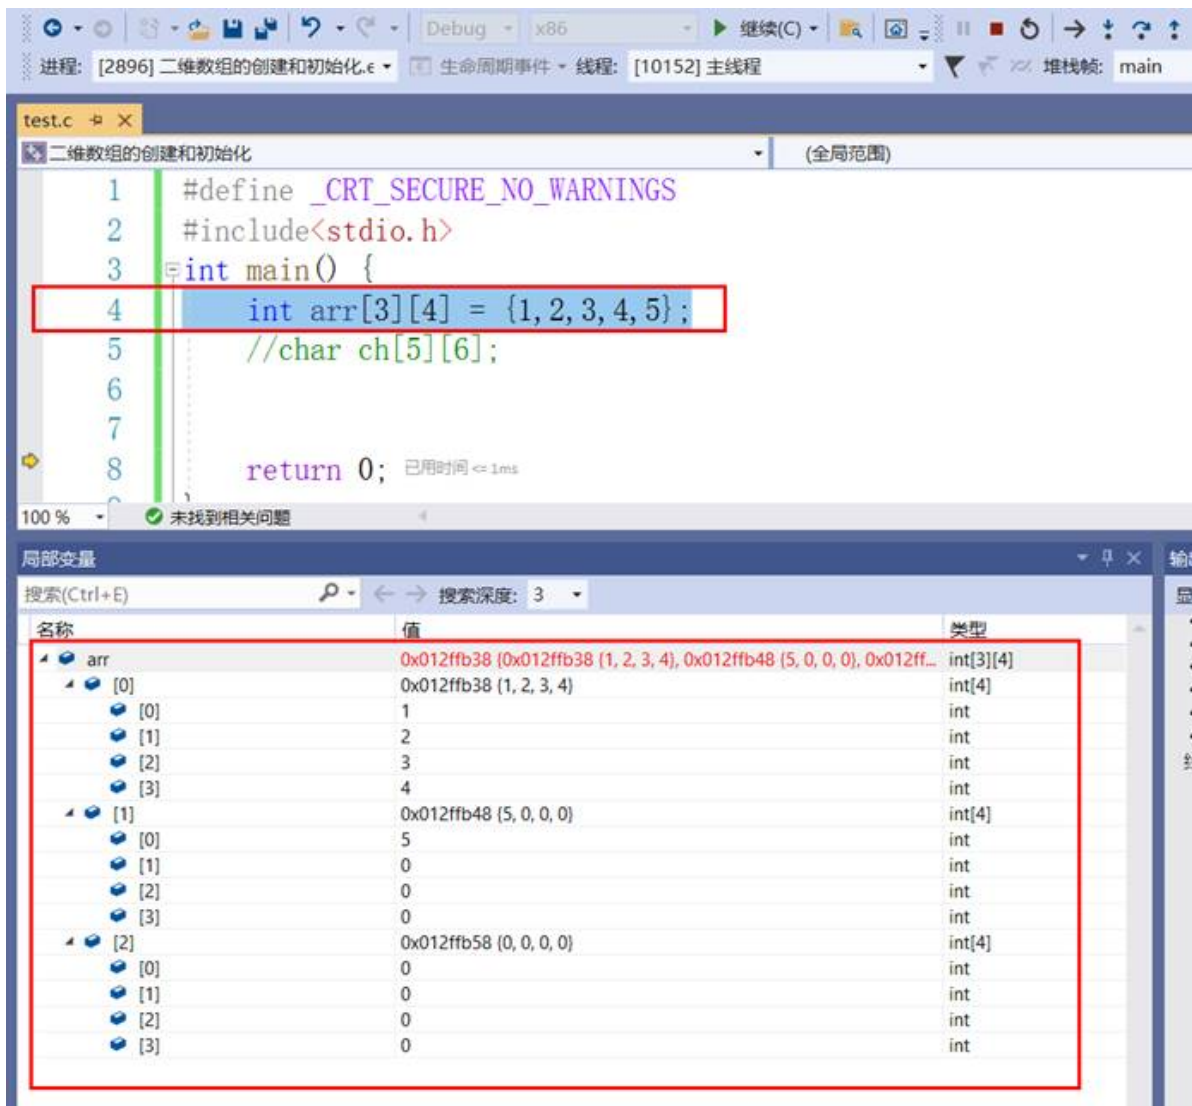 Debug x86 继续(C)
进程: [2896] 二维数组的创建和初始化.e 生命周期事件 线程: [10152] 主线程 堆栈帧: main
test.c
二维数组的创建和初始化 (全局范围)
1 #define _CRT_SECURE_NO_WARNINGS
2 #include<stdio.h>
3 int main() {
4 int arr[3][4] = {1,2,3,4,5};
5 //char ch[5][6];
6
7
8 return 0; 已用时间 <= 1ms
100 % 未找到相关问题
局部变量
搜索(Ctrl+E) 搜索深度: 3
名称 值 类型
arr 0x012ffb38 {0x012ffb38 {1, 2, 3, 4}, 0x012ffb48 {5, 0, 0, 0}, 0x012ff... int[3][4]
[0] 0x012ffb38 {1, 2, 3, 4} int[4]
[0] 1 int
[1] 2 int
[2] 3 int
[3] 4 int
[1] 0x012ffb48 {5, 0, 0, 0} int[4]
[0] 5 int
[1] 0 int
[2] 0 int
[3] 0 int
[2] 0x012ffb58 {0, 0, 0, 0} int[4]
[0] 0 int
[1] 0 int
[2] 0 int
[3] 0 int